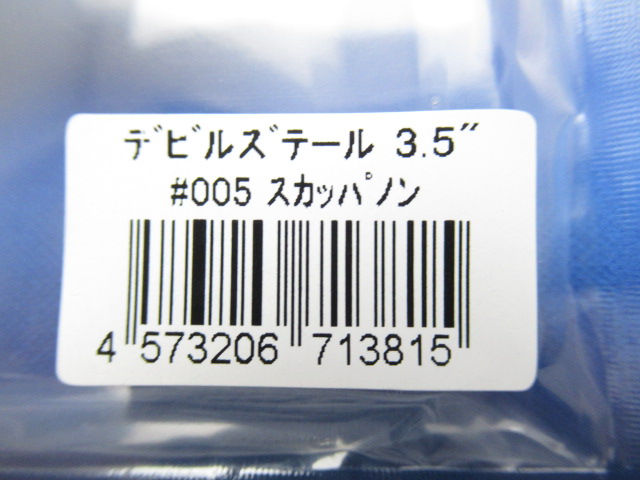 ﾃﾞﾋﾞﾙｽﾞﾃｰﾙ 3.5″
#005 ｽｶｯﾊﾟﾉﾝ
4 573206 713815